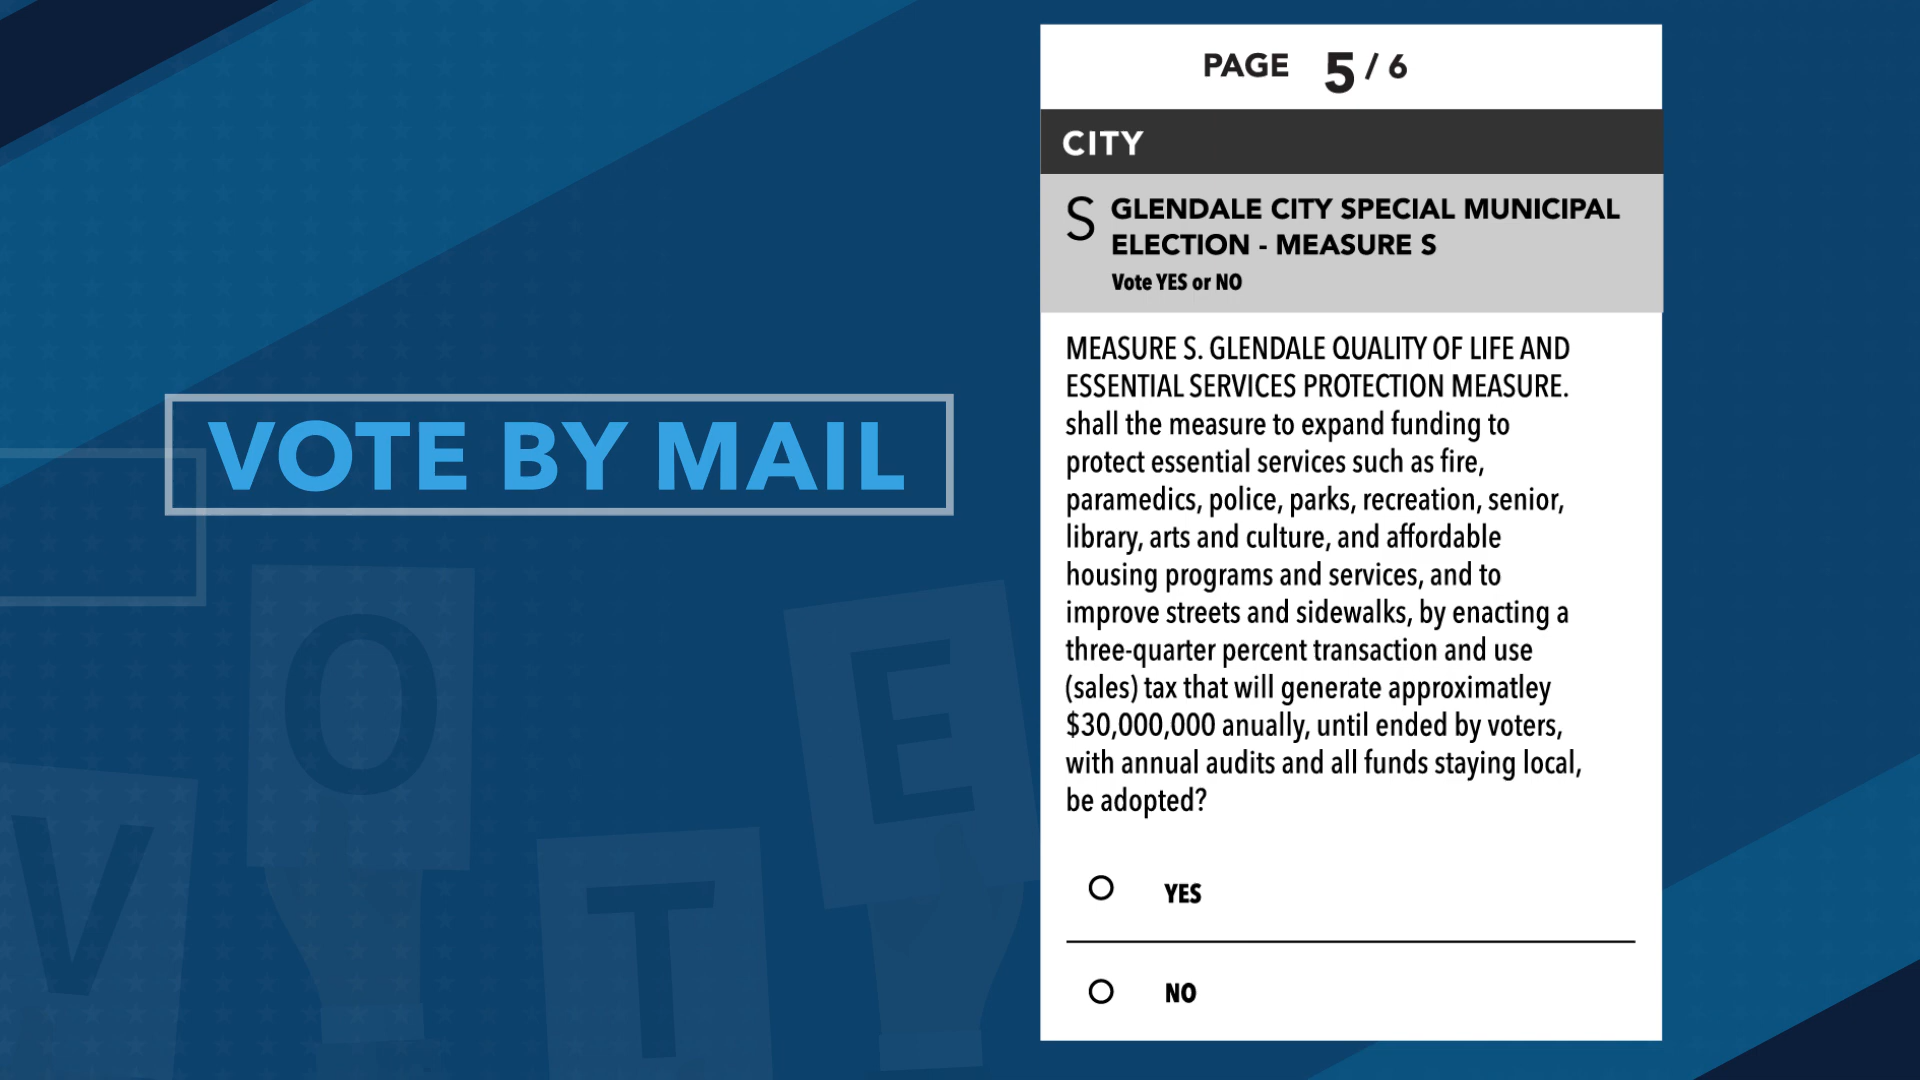 PAGE 5 / 6
CITY
S GLENDALE CITY SPECIAL MUNICIPAL
ELECTION - MEASURE S
Vote YES or NO
MEASURE S. GLENDALE QUALITY OF LIFE AND
ESSENTIAL SERVICES PROTECTION MEASURE.
shall the measure to expand funding to
protect essential services such as fire,
paramedics, police, parks, recreation, senior,
library, arts and culture, and affordable
housing programs and services, and to
improve streets and sidewalks, by enacting a
three-quarter percent transaction and use
(sales) tax that will generate approximatley
$30,000,000 anually, until ended by voters,
with annual audits and all funds staying local,
be adopted?
YES
NO
VOTE BY MAIL
V O T E